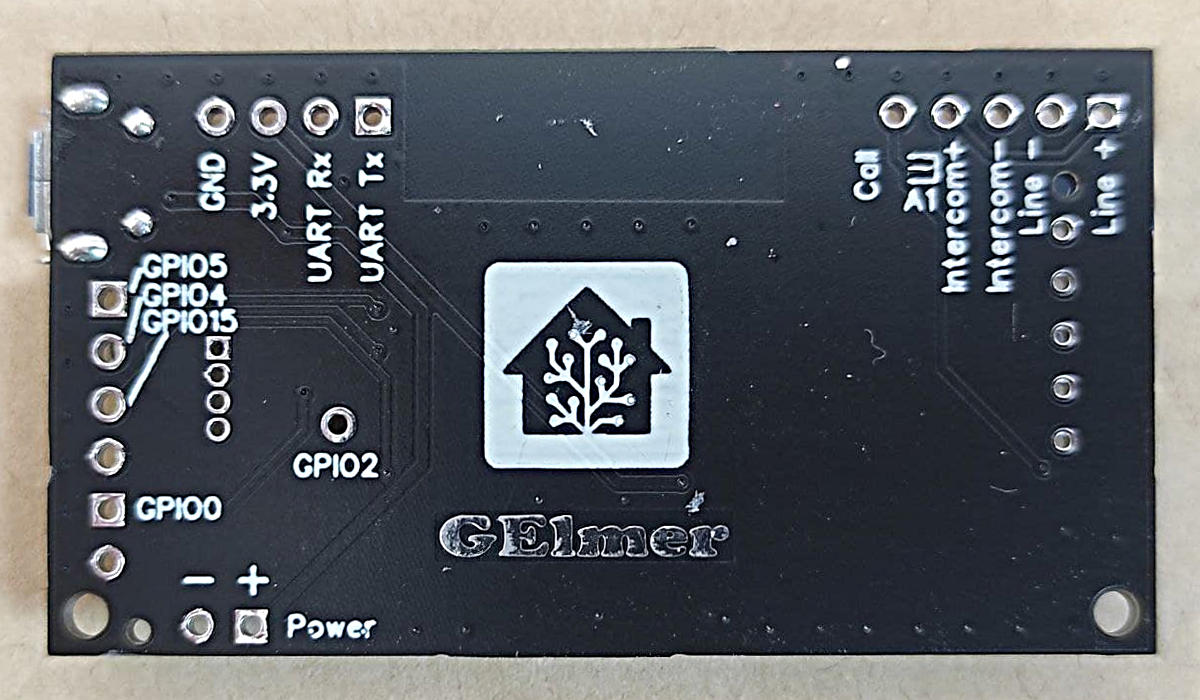 GND
3.3V
UART Rx
UART Tx
Call
Intercom+
Intercom-
Line -
Line +
GPIO5
GPIO4
GPIO15
GPIO2
GPIO0
GElmer
- +
Power